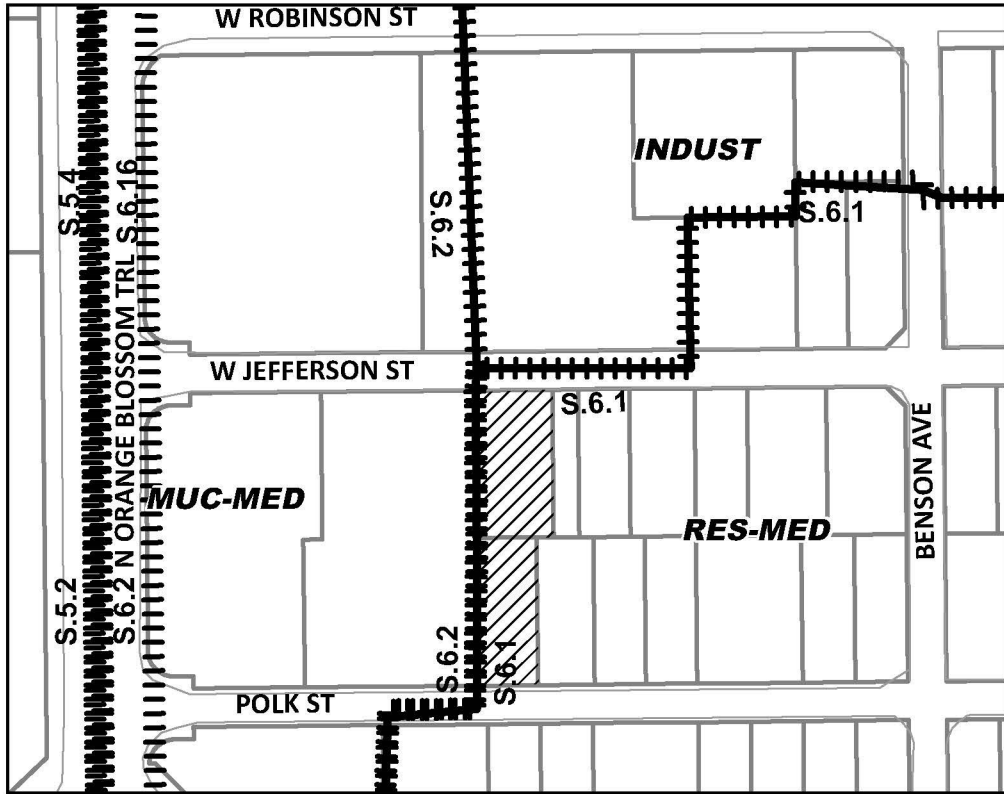 W ROBINSON ST
S.5.4
S.6.16
S.6.2
INDUST
S.6.1
W JEFFERSON ST
S.6.1
N ORANGE BLOSSOM TRL
MUC-MED
RES-MED
BENSON AVE
S.5.2
S.6.2
S.6.2
S.6.1
POLK ST